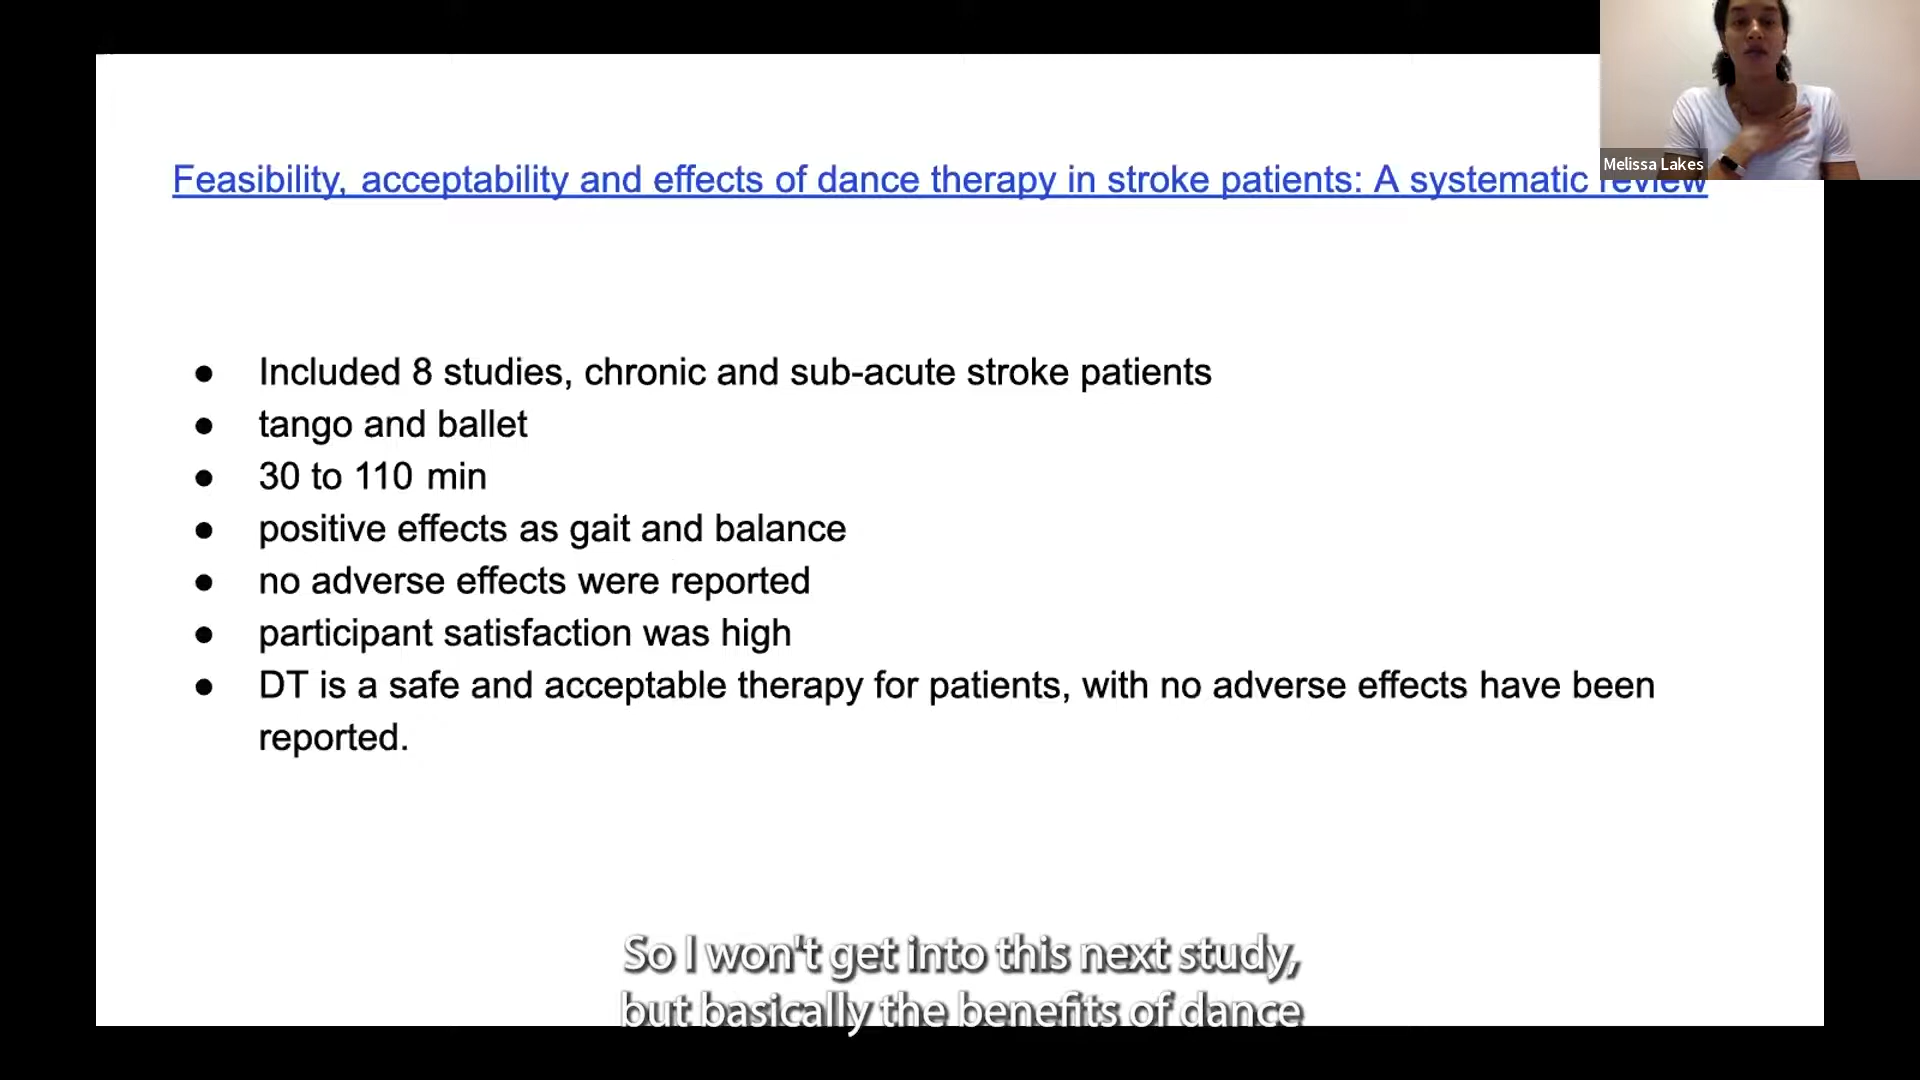 Feasibility, acceptability and effects of dance therapy in stroke patients: A systematic review
Melissa Lakes
● Included 8 studies, chronic and sub-acute stroke patients
● tango and ballet
● 30 to 110 min
● positive effects as gait and balance
● no adverse effects were reported
● participant satisfaction was high
● DT is a safe and acceptable therapy for patients, with no adverse effects have been
reported.
So I won't get into this next study,
but basically the benefits of dance